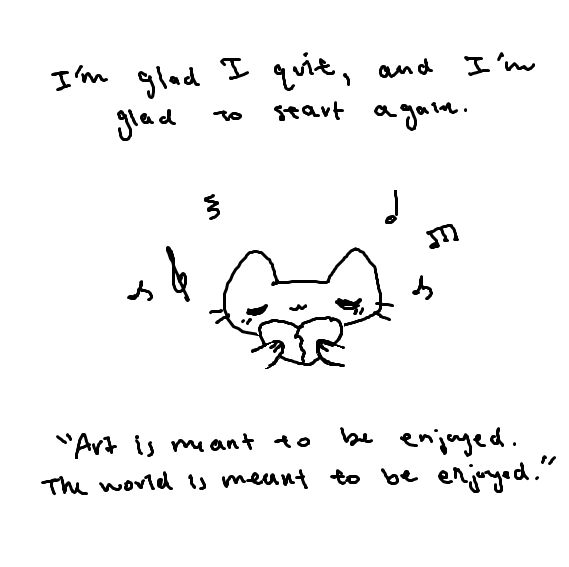 I'm glad I quit, and I'm
glad to start again.
"Art is meant to be enjoyed.
The world is meant to be enjoyed."